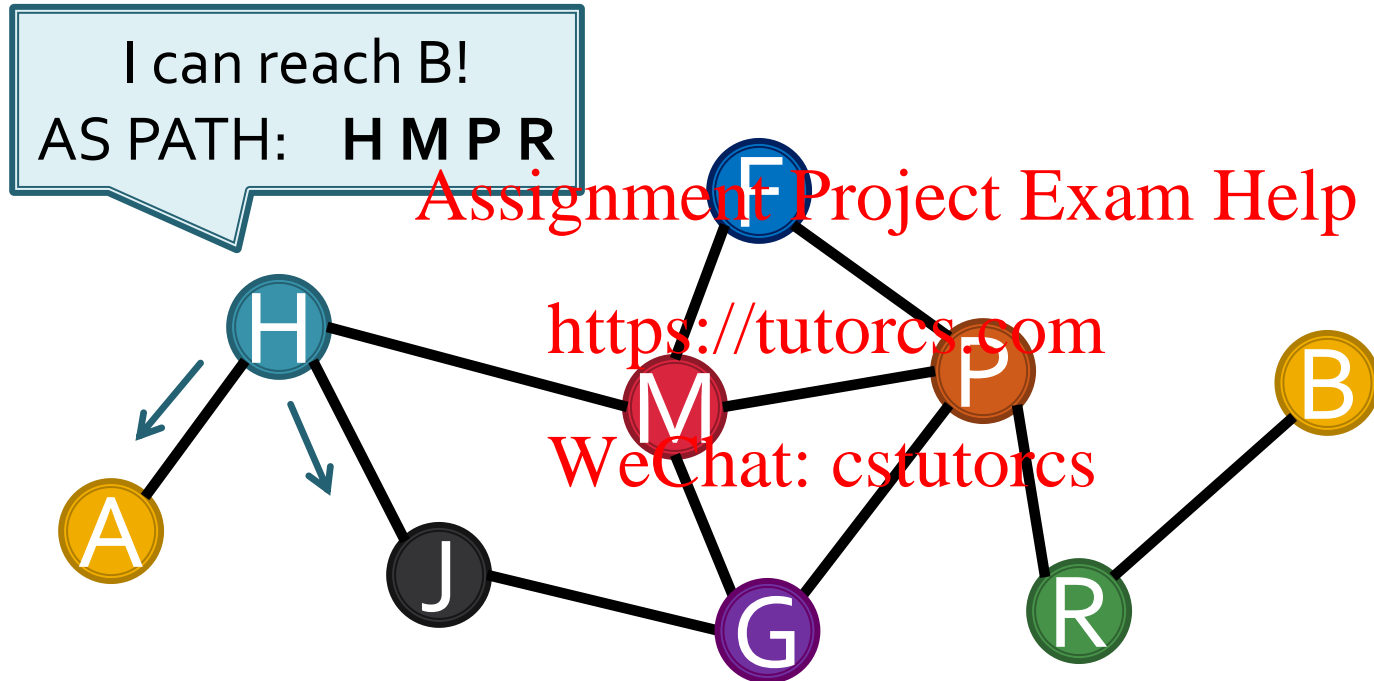 I can reach B!
AS PATH: H M P R
F
Assignment Project Exam Help
H
https://tutorcs.com
P
B
M
WeChat: cstutorcs
A
J
R
G